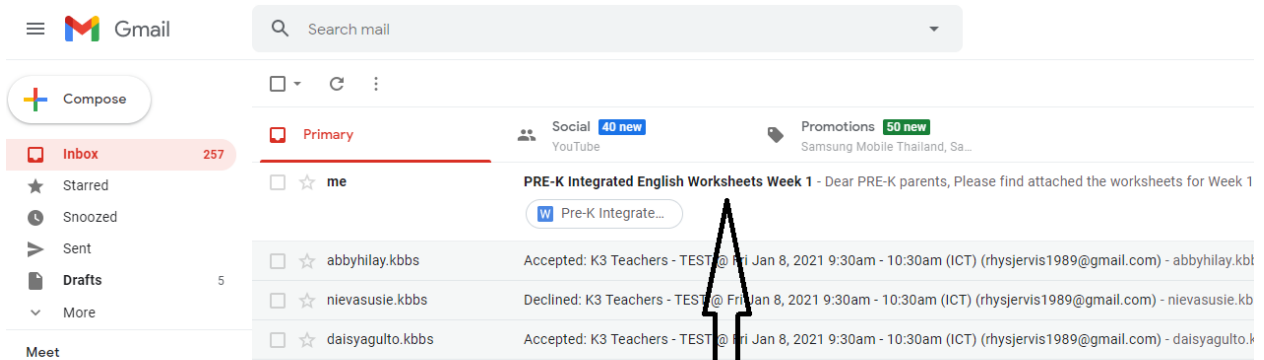 Gmail
Search mail
Compose
Primary
Social 40 new
YouTube
Promotions 50 new
Samsung Mobile Thailand, Sa...
Inbox 257
Starred
Snoozed
Sent
Drafts 5
More
Meet
me PRE-K Integrated English Worksheets Week 1 - Dear PRE-K parents, Please find attached the worksheets for Week 1
W Pre-K Integrate...
abbyhilay.kbbs Accepted: K3 Teachers - TEST @ Fri Jan 8, 2021 9:30am - 10:30am (ICT) (rhysjervis1989@gmail.com) - abbyhilay.kbb
nievasusie.kbbs Declined: K3 Teachers - TEST @ Fri Jan 8, 2021 9:30am - 10:30am (ICT) (rhysjervis1989@gmail.com) - nievasusie.kb
daisyagulto.kbbs Accepted: K3 Teachers - TEST @ Fri Jan 8, 2021 9:30am - 10:30am (ICT) (rhysjervis1989@gmail.com) - daisyagulto.k